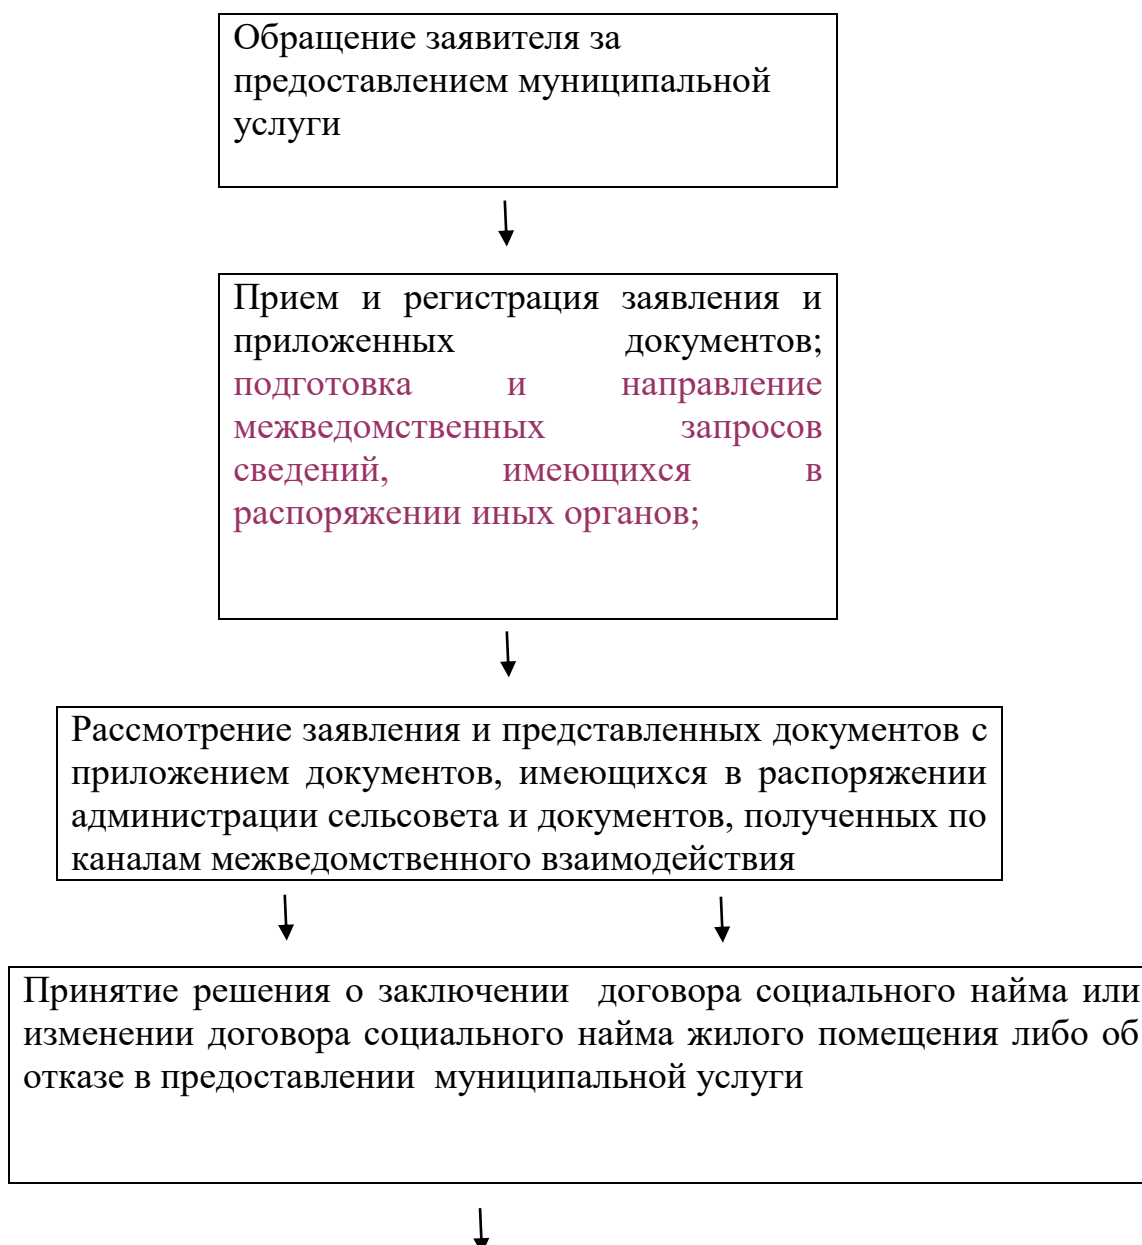 Обращение заявителя за
предоставлением муниципальной
услуги
Прием и регистрация заявления и
приложенных документов;
подготовка и направление
межведомственных запросов
сведений, имеющихся в
распоряжении иных органов;
Рассмотрение заявления и представленных документов с
приложением документов, имеющихся в распоряжении
администрации сельсовета и документов, полученных по
каналам межведомственного взаимодействия
Принятие решения о заключении договора социального найма или
изменении договора социального найма жилого помещения либо об
отказе в предоставлении муниципальной услуги